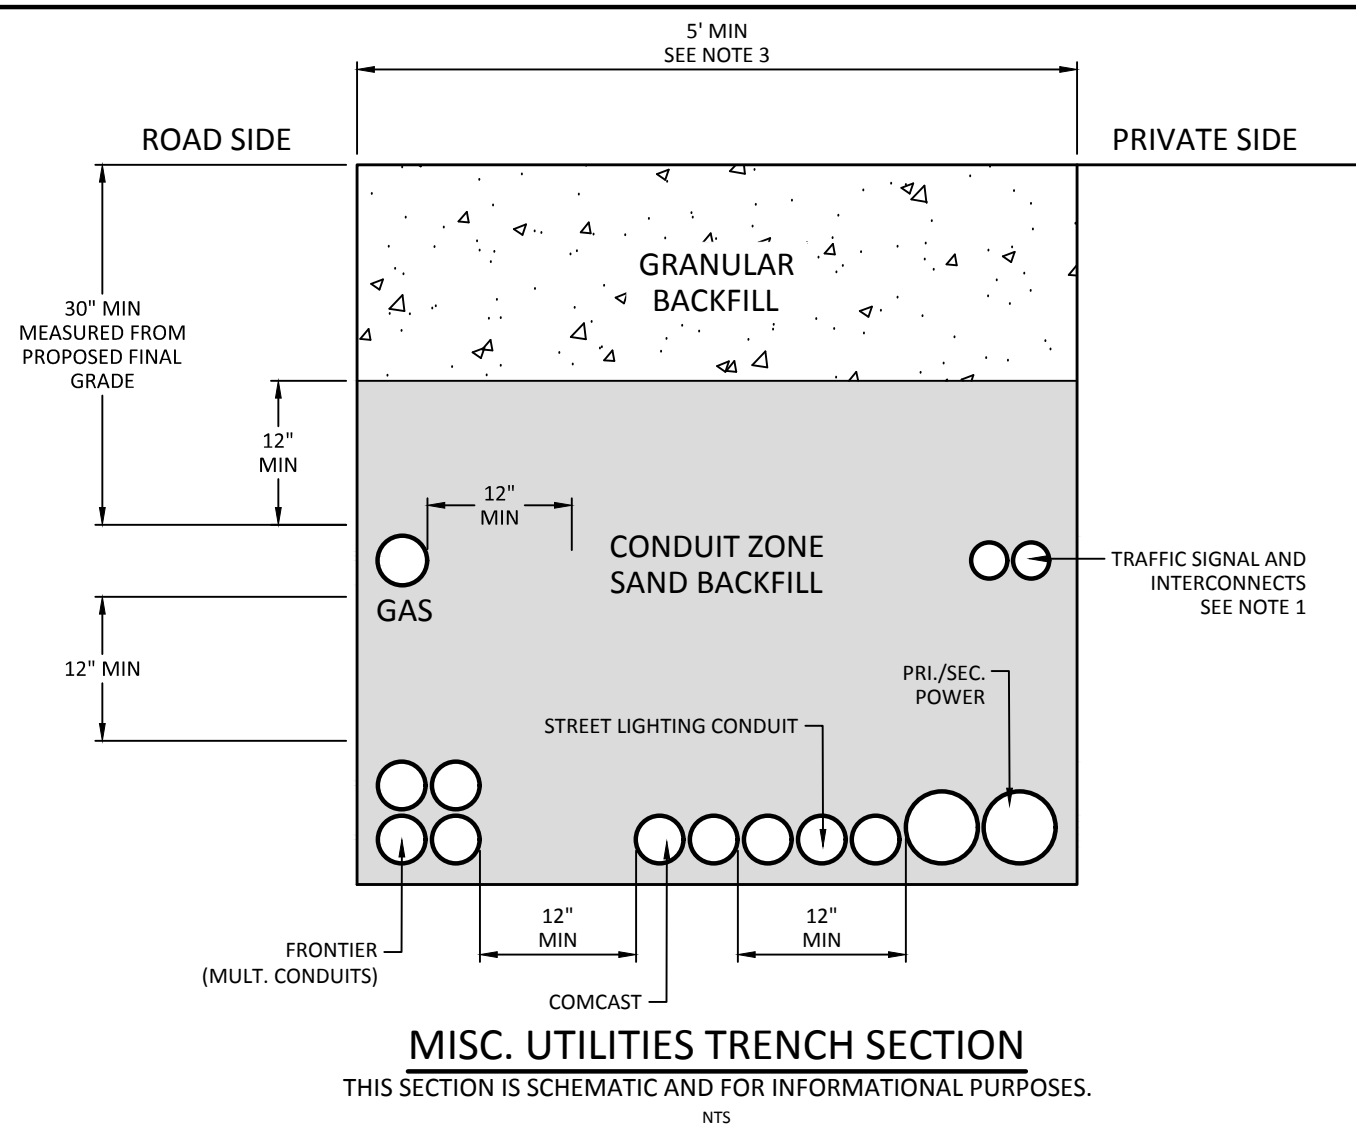 5' MIN
SEE NOTE 3
ROAD SIDE
PRIVATE SIDE
GRANULAR
BACKFILL
30" MIN
MEASURED FROM
PROPOSED FINAL
GRADE
12"
MIN
12"
MIN
CONDUIT ZONE
SAND BACKFILL
GAS
TRAFFIC SIGNAL AND
INTERCONNECTS
SEE NOTE 1
12" MIN
PRI./SEC.
POWER
STREET LIGHTING CONDUIT
12"
MIN
12"
MIN
FRONTIER
(MULT. CONDUITS)
COMCAST
MISC. UTILITIES TRENCH SECTION
THIS SECTION IS SCHEMATIC AND FOR INFORMATIONAL PURPOSES.
NTS